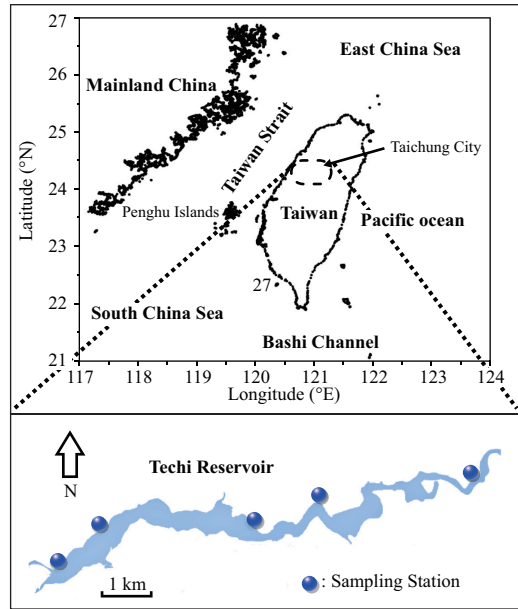 27
26
25
24
23
22
21
Latitude (°N)
117
118
119
120
121
122
123
124
Longitude (°E)
East China Sea
Mainland China
Taiwan Strait
Taichung City
Penghu Islands
Taiwan
Pacific ocean
27
South China Sea
Bashi Channel
N
Techi Reservoir
1 km
: Sampling Station